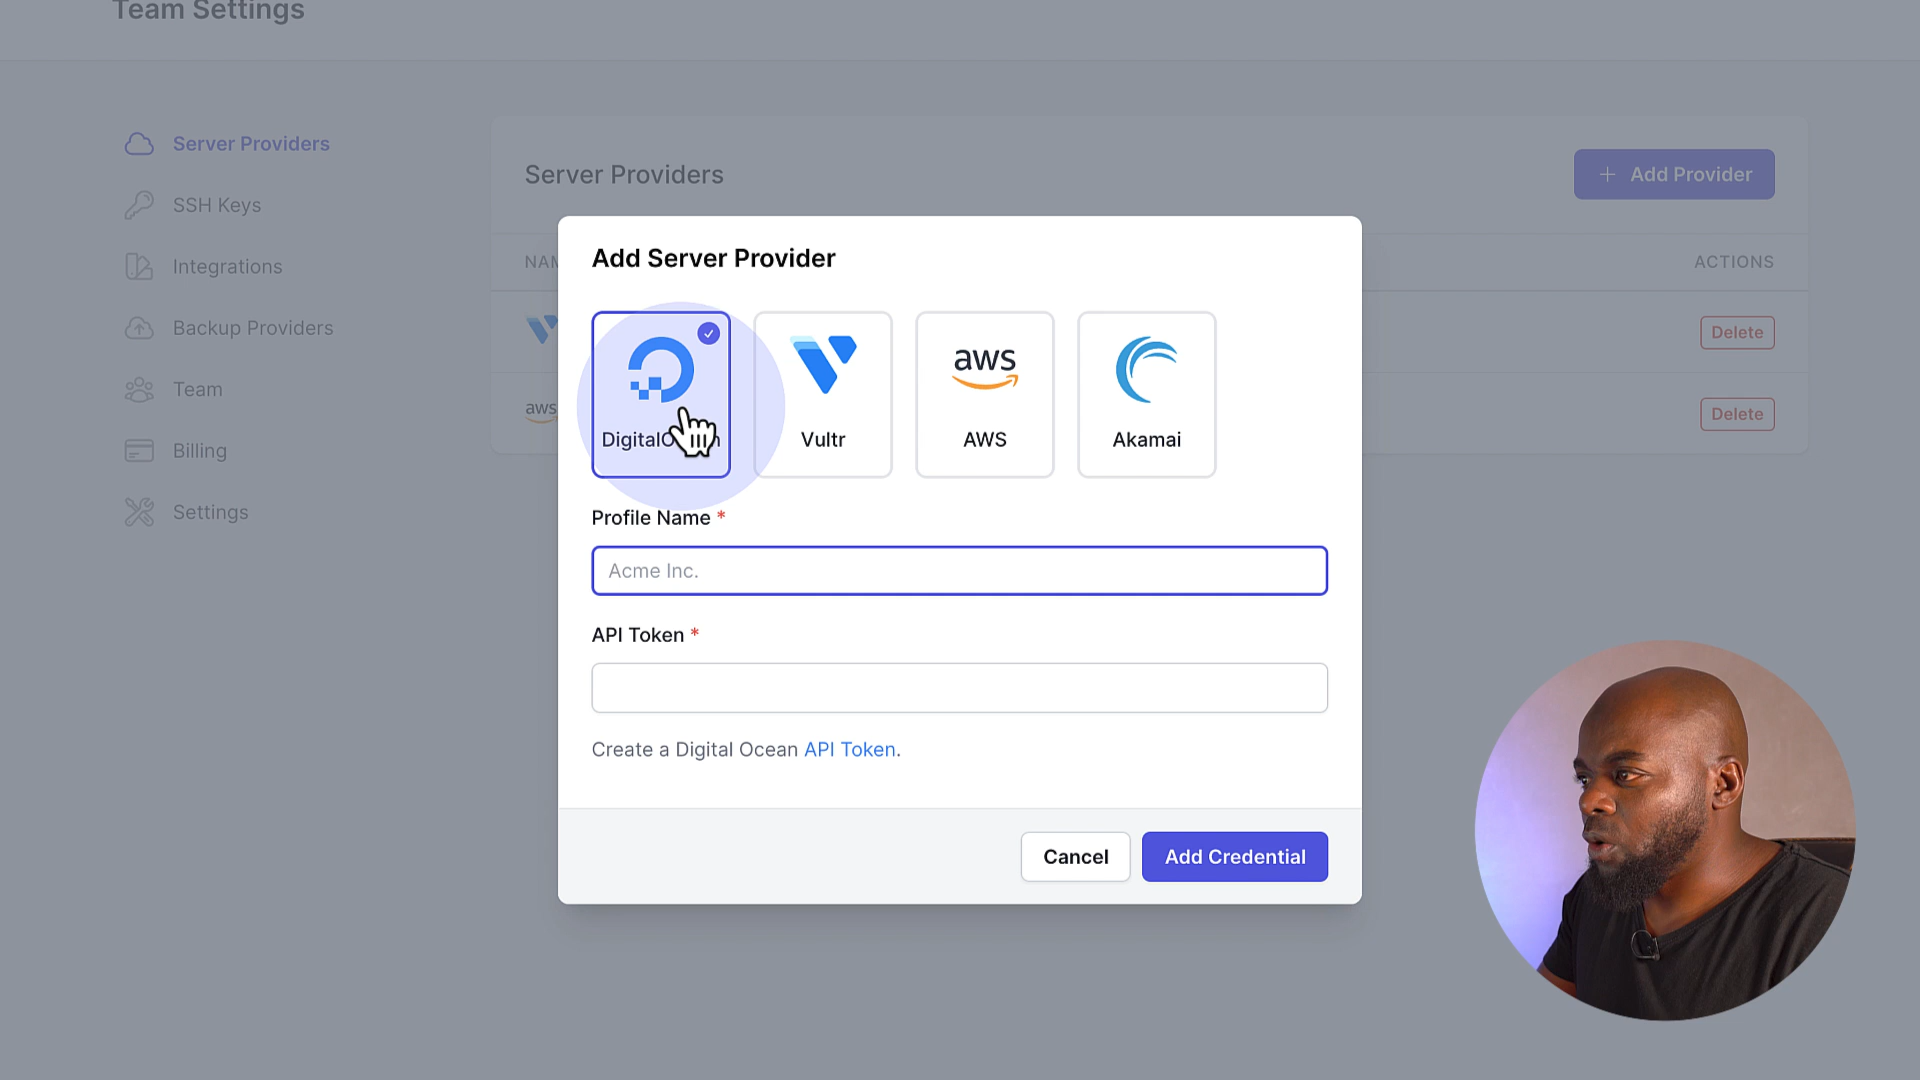 Team Settings
Server Providers
SSH Keys
Integrations
Backup Providers
Team
Billing
Settings
Server Providers
Add Provider
ACTIONS
Delete
aws
Delete
Add Server Provider
Vultr
aws
AWS
Akamai
Profile Name *
Acme Inc.
API Token *
Create a Digital Ocean API Token.
Cancel
Add Credential